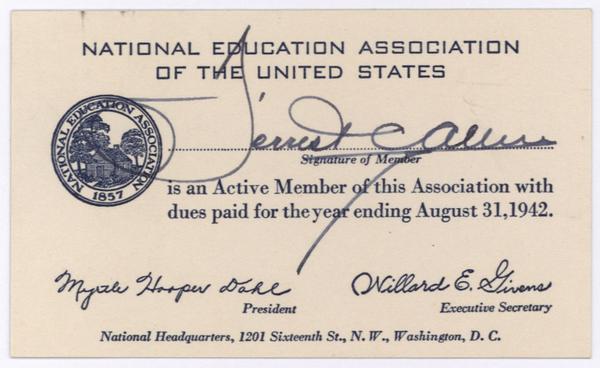 NATIONAL EDUCATION ASSOCIATION
OF THE UNITED STATES
NATIONAL EDUCATION ASSOCIATION
1857
Forrest C Allen
Signature of Member
is an Active Member of this Association with
dues paid for the year ending August 31, 1942.
Myrtle Hooper Dahl
President
Willard E. Givens
Executive Secretary
National Headquarters, 1201 Sixteenth St., N. W., Washington, D. C.